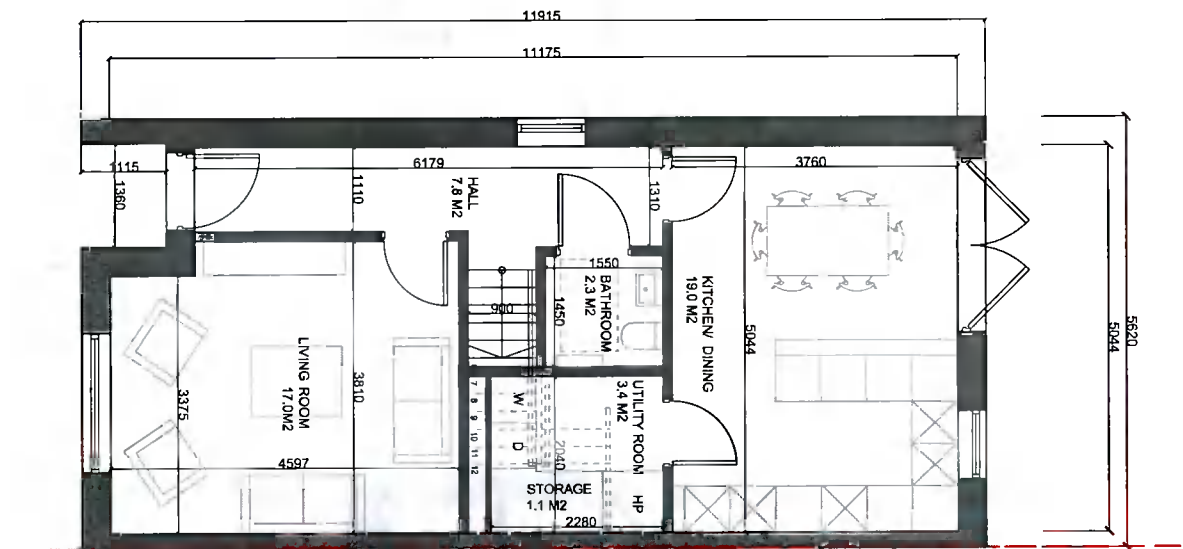 11915
11175
1115
6179
3760
1360
1110
HALL
7.8 M2
1310
5620
5044
1550
BATHROOM
2.3 M2
1450
900
KITCHEN/ DINING
19.0 M2
5044
LIVING ROOM
17.0M2
3810
3375
4597
7
8
9
10
11
12
W
D
UTILITY ROOM
3.4 M2
HP
2040
STORAGE
1.1 M2
2280